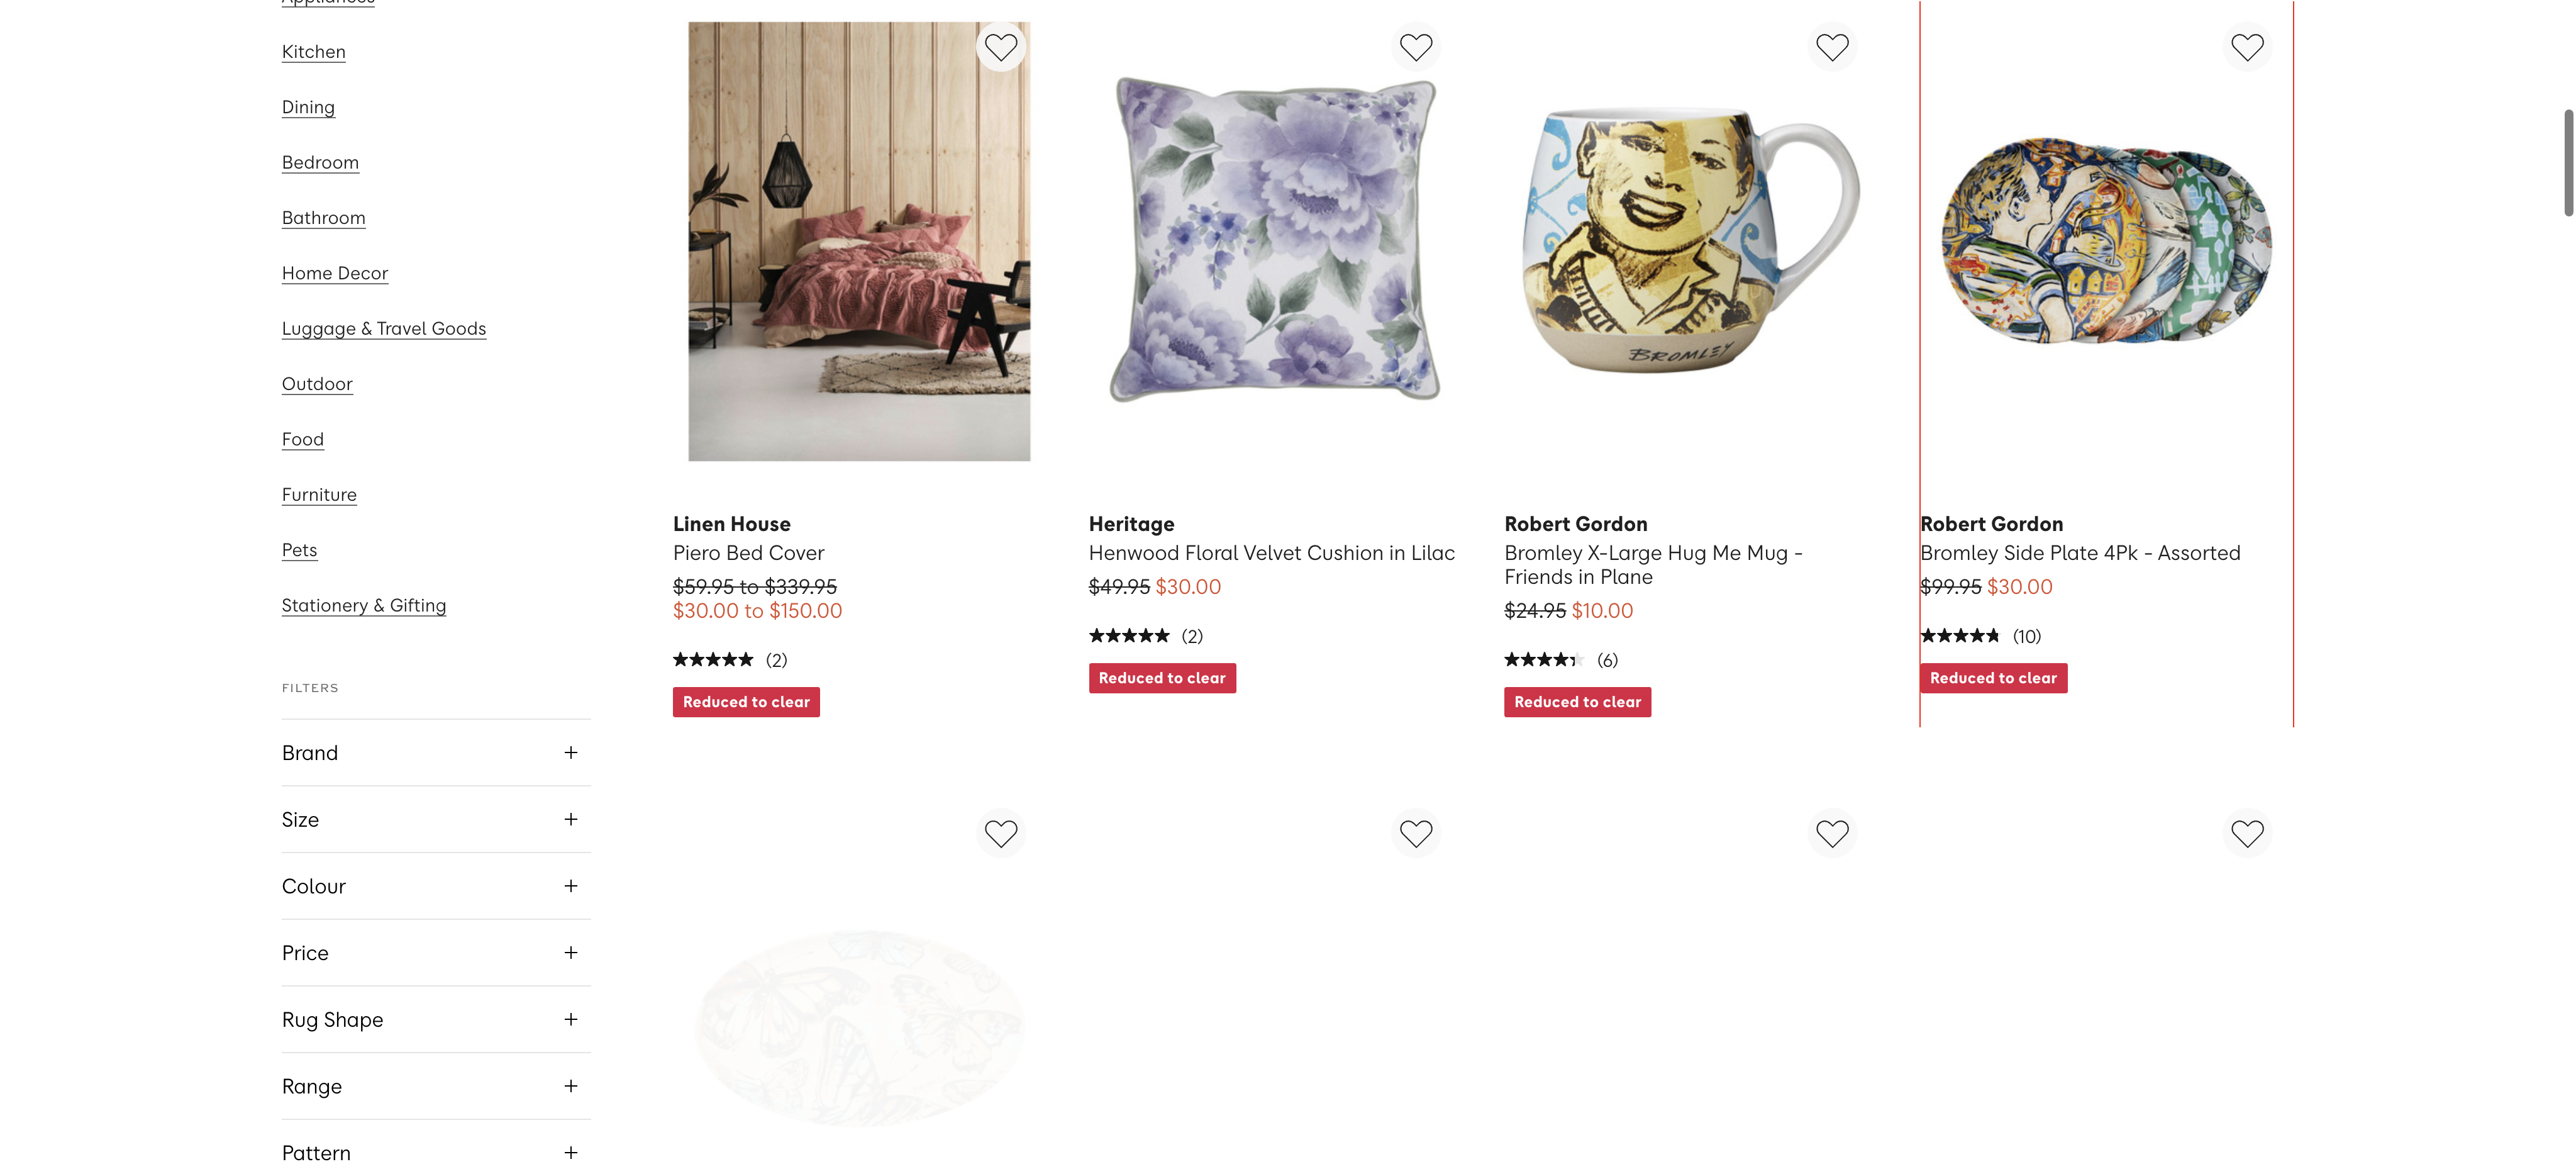 Appliances
Kitchen
Dining
Bedroom
Bathroom
Home Decor
Luggage & Travel Goods
Outdoor
Food
Furniture
Pets
Stationery & Gifting
FILTERS
Brand
Size
Colour
Price
Rug Shape
Range
Pattern
Linen House
Piero Bed Cover
$59.95 to $339.95
$30.00 to $150.00
(2)
Reduced to clear
Heritage
Henwood Floral Velvet Cushion in Lilac
$49.95 $30.00
(2)
Reduced to clear
BROMLEY
Robert Gordon
Bromley X-Large Hug Me Mug -
Friends in Plane
$24.95 $10.00
(6)
Reduced to clear
Robert Gordon
Bromley Side Plate 4Pk - Assorted
$99.95 $30.00
(10)
Reduced to clear